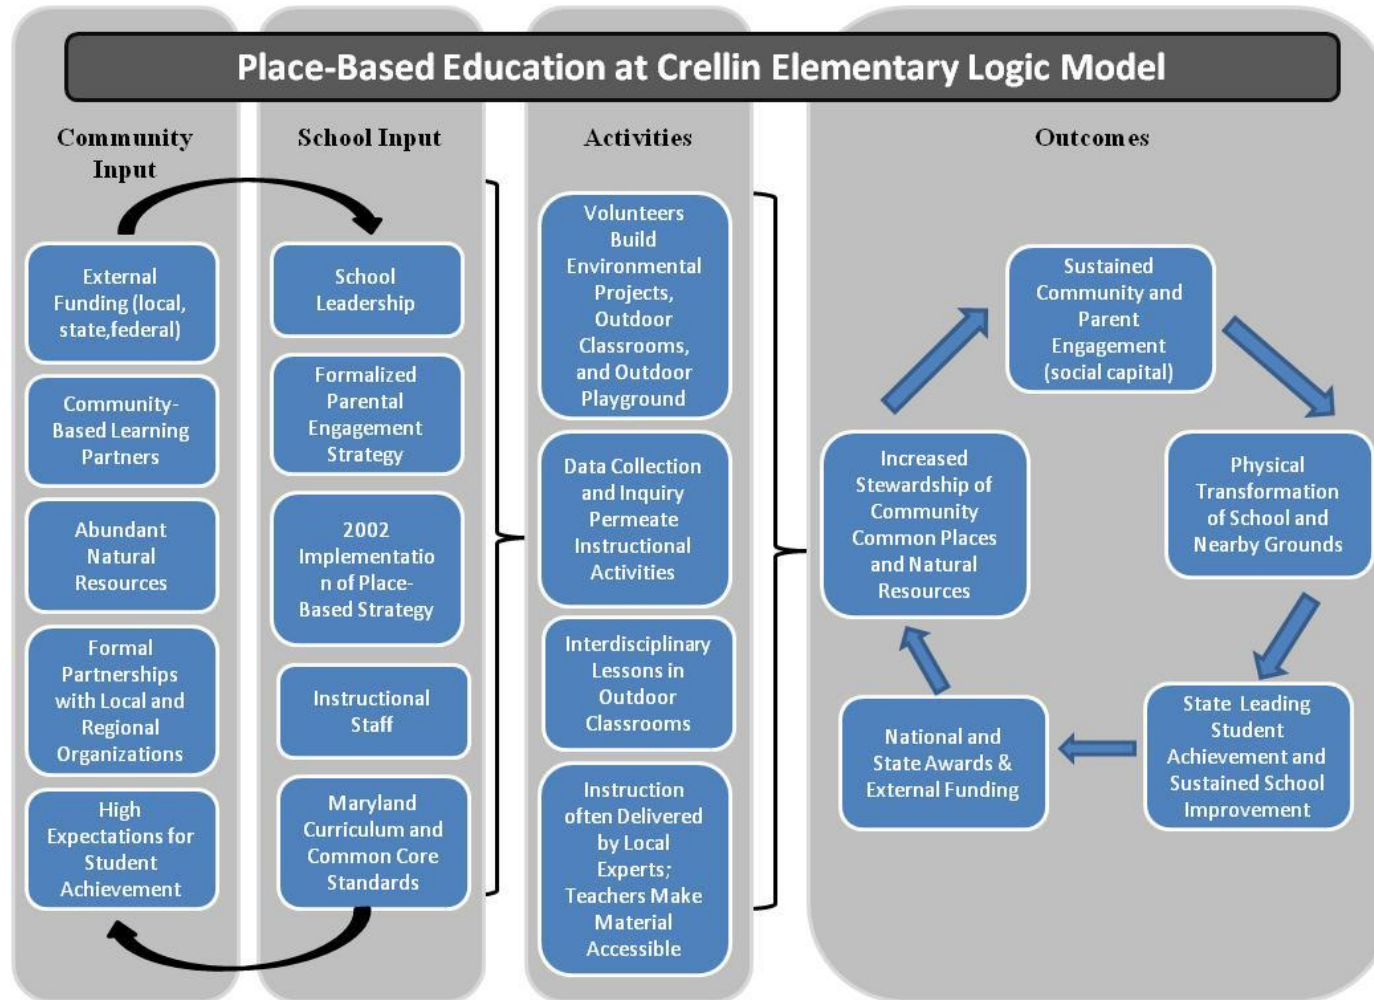 Place-Based Education at Crellin Elementary Logic Model
Community
Input
External
Funding (local,
state,federal)
Community-
Based Learning
Partners
Abundant
Natural
Resources
Formal
Partnerships
with Local and
Regional
Organizations
High
Expectations for
Student
Achievement
School Input
School
Leadership
Formalized
Parental
Engagement
Strategy
2002
Implementatio
n of Place-
Based Strategy
Instructional
Staff
Maryland
Curriculum and
Common Core
Standards
Activities
Volunteers
Build
Environmental
Projects,
Outdoor
Classrooms,
and Outdoor
Playground
Data Collection
and Inquiry
Permeate
Instructional
Activities
Interdisciplinary
Lessons in
Outdoor
Classrooms
Instruction
often Delivered
by Local
Experts;
Teachers Make
Material
Accessible
Outcomes
Sustained
Community and
Parent
Engagement
(social capital)
Physical
Transformation
of School and
Nearby Grounds
State Leading
Student
Achievement and
Sustained School
Improvement
National and
State Awards &
External Funding
Increased
Stewardship of
Community
Common Places
and Natural
Resources